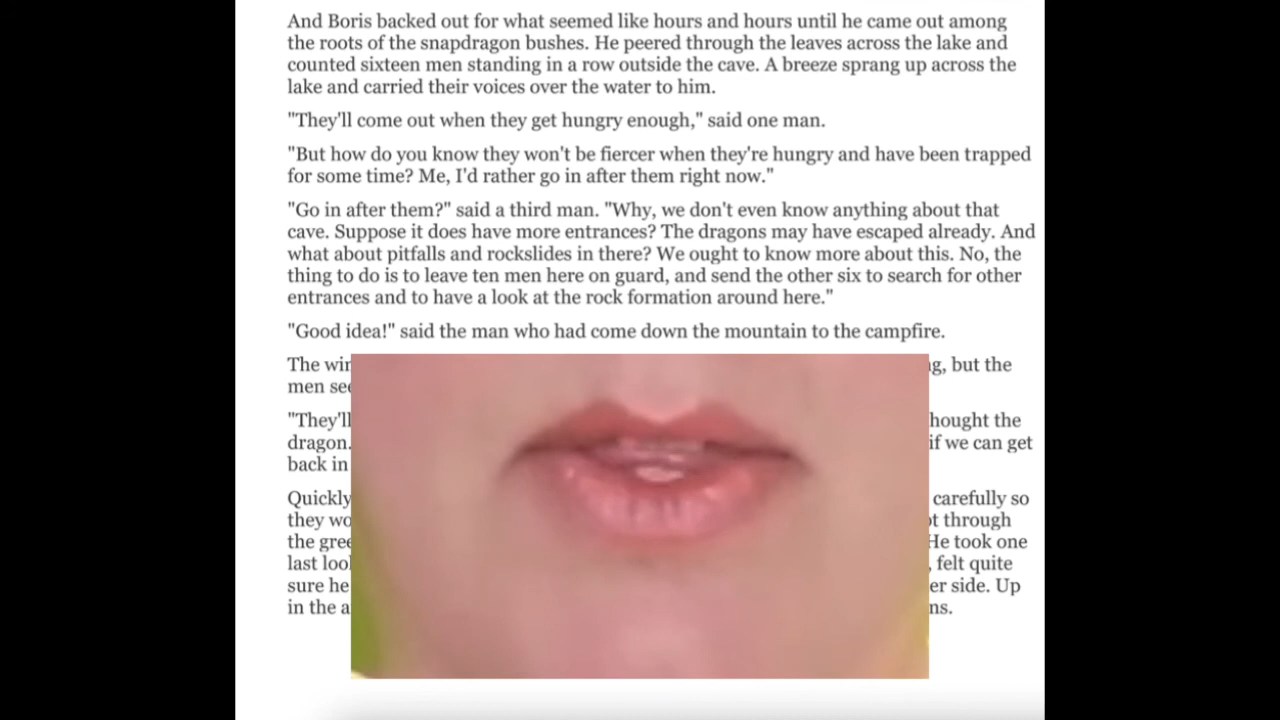 And Boris backed out for what seemed like hours and hours until he came out among
the roots of the snapdragon bushes. He peered through the leaves across the lake and
counted sixteen men standing in a row outside the cave. A breeze sprang up across the
lake and carried their voices over the water to him.
"They'll come out when they get hungry enough," said one man.
"But how do you know they won't be fiercer when they're hungry and have been trapped
for some time? Me, I'd rather go in after them right now."
"Go in after them?" said a third man. "Why, we don't even know anything about that
cave. Suppose it does have more entrances? The dragons may have escaped already. And
what about pitfalls and rockslides in there? We ought to know more about this. No, the
thing to do is to leave ten men here on guard, and send the other six to search for other
entrances and to have a look at the rock formation around here."
"Good idea!" said the man who had come down the mountain to the campfire.
The but the
men
"They'll the
dragon. if we can get
back in
Quickly carefully so
they through
the He took one
last felt quite
sure he side. Up
in the